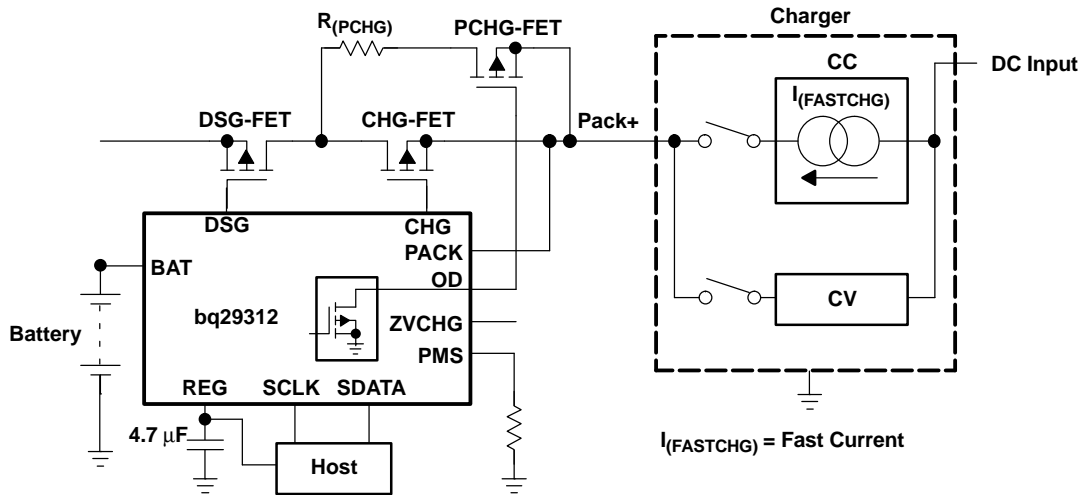 Charger
R(PCHG)
PCHG-FET
CC
DC Input
I(FASTCHG)
DSG-FET
CHG-FET
Pack+
DSG
CHG
PACK
BAT
OD
bq29312
ZVCHG
CV
Battery
PMS
REG
SCLK
SDATA
4.7 μF
Host
I(FASTCHG) = Fast Current